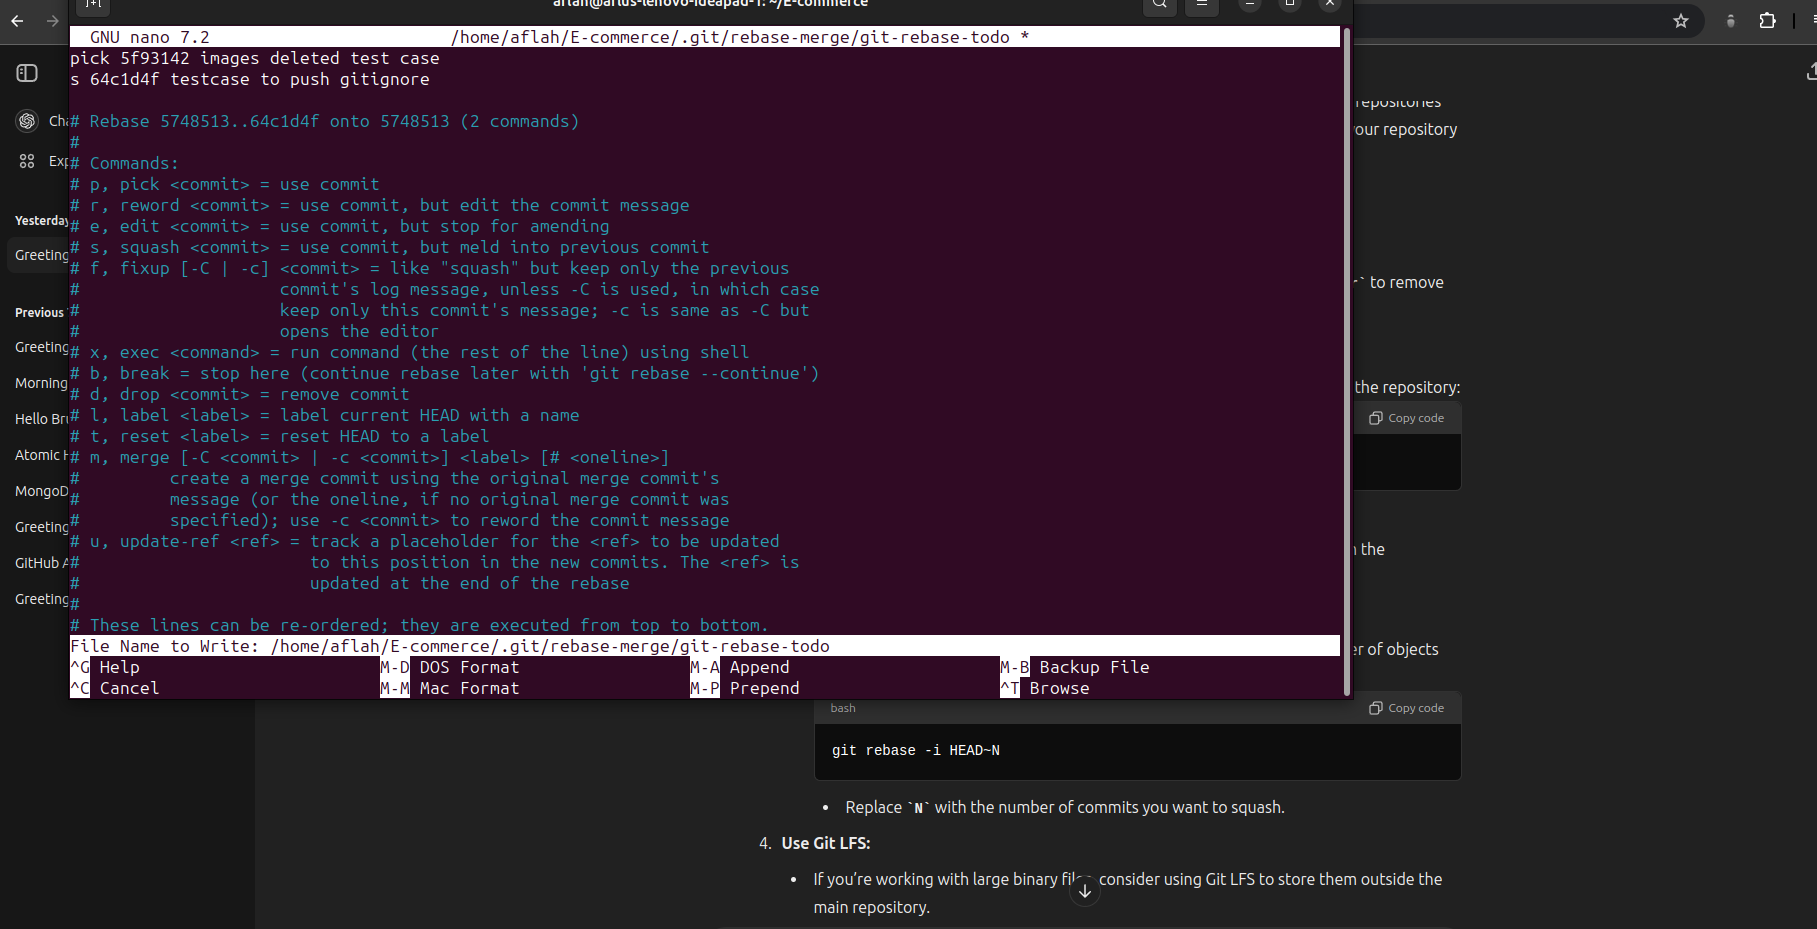 aflah@aflus-lenovo-ideapad-1: ~/E-commerce
GNU nano 7.2 /home/aflah/E-commerce/.git/rebase-merge/git-rebase-todo *
pick 5f93142 images deleted test case
s 64c1d4f testcase to push gitignore
# Rebase 5748513..64c1d4f onto 5748513 (2 commands)
#
# Commands:
# p, pick <commit> = use commit
# r, reword <commit> = use commit, but edit the commit message
# e, edit <commit> = use commit, but stop for amending
# s, squash <commit> = use commit, but meld into previous commit
# f, fixup [-C | -c] <commit> = like "squash" but keep only the previous
# commit's log message, unless -C is used, in which case
# keep only this commit's message; -c is same as -C but
# opens the editor
# x, exec <command> = run command (the rest of the line) using shell
# b, break = stop here (continue rebase later with 'git rebase --continue')
# d, drop <commit> = remove commit
# l, label <label> = label current HEAD with a name
# t, reset <label> = reset HEAD to a label
# m, merge [-C <commit> | -c <commit>] <label> [# <oneline>]
# create a merge commit using the original merge commit's
# message (or the oneline, if no original merge commit was
# specified); use -c <commit> to reword the commit message
# u, update-ref <ref> = track a placeholder for the <ref> to be updated
# to this position in the new commits. The <ref> is
# updated at the end of the rebase
#
# These lines can be re-ordered; they are executed from top to bottom.
File Name to Write: /home/aflah/E-commerce/.git/rebase-merge/git-rebase-todo
^G Help M-D DOS Format M-A Append M-B Backup File
^C Cancel M-M Mac Format M-P Prepend ^T Browse
Yesterday
Greeting
Previous
Greeting
Morning
Hello Bru
Atomic
MongoD
Greeting
GitHub A
Greeting
repositories
your repository
to remove
the repository:
Copy code
the
of objects
bash
Copy code
git rebase -i HEAD~N
• Replace `N` with the number of commits you want to squash.
4. Use Git LFS:
• If you're working with large binary consider using Git LFS to store them outside the
main repository.